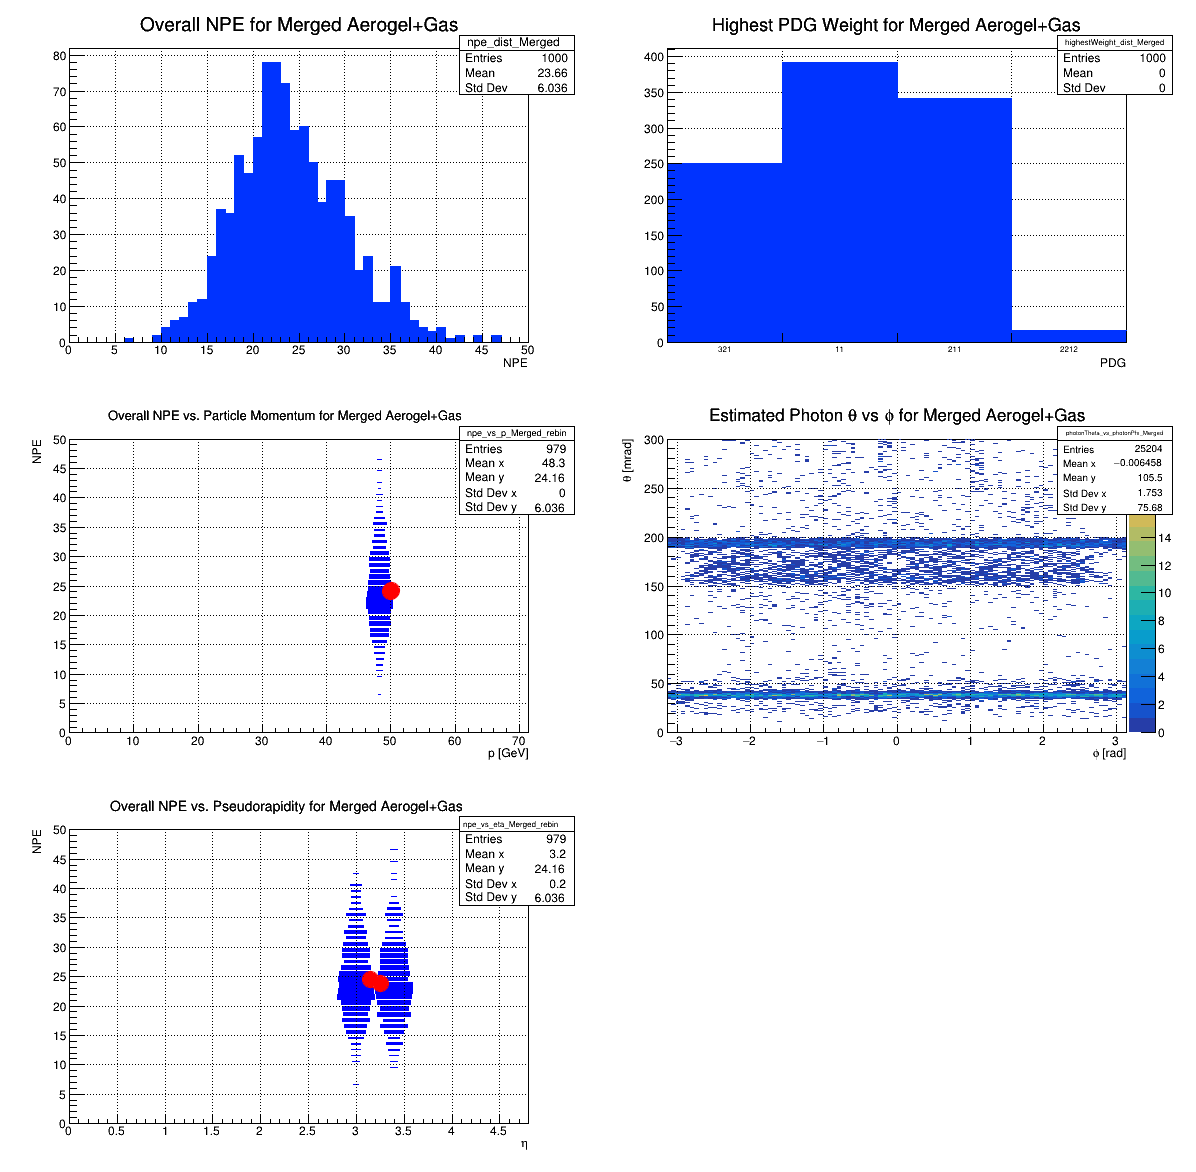 Overall NPE for Merged Aerogel+Gas
npe_dist_Merged
Entries 1000
Mean 23.66
Std Dev 6.036
80
70
60
50
40
30
20
10
0
0 5 10 15 20 25 30 35 40 45 50
NPE
Highest PDG Weight for Merged Aerogel+Gas
highestWeight_dist_Merged
Entries 1000
Mean 0
Std Dev 0
400
350
300
250
200
150
100
50
0
321 11 211 2212
PDG
Overall NPE vs. Particle Momentum for Merged Aerogel+Gas
npe_vs_p_Merged_rebin
Entries 979
Mean x 48.3
Mean y 24.16
Std Dev x 0
Std Dev y 6.036
NPE
50
45
40
35
30
25
20
15
10
5
0
0 10 20 30 40 50 60 70
p [GeV]
Estimated Photon θ vs ϕ for Merged Aerogel+Gas
photonTheta_vs_photonPhi_Merged
Entries 25204
Mean x −0.006458
Mean y 105.5
Std Dev x 1.753
Std Dev y 75.68
θ [mrad]
300
250
200
150
100
50
0
−3 −2 −1 0 1 2 3
ϕ [rad]
14
12
10
8
6
4
2
0
Overall NPE vs. Pseudorapidity for Merged Aerogel+Gas
npe_vs_eta_Merged_rebin
Entries 979
Mean x 3.2
Mean y 24.16
Std Dev x 0.2
Std Dev y 6.036
NPE
50
45
40
35
30
25
20
15
10
5
0
0 0.5 1 1.5 2 2.5 3 3.5 4 4.5
η